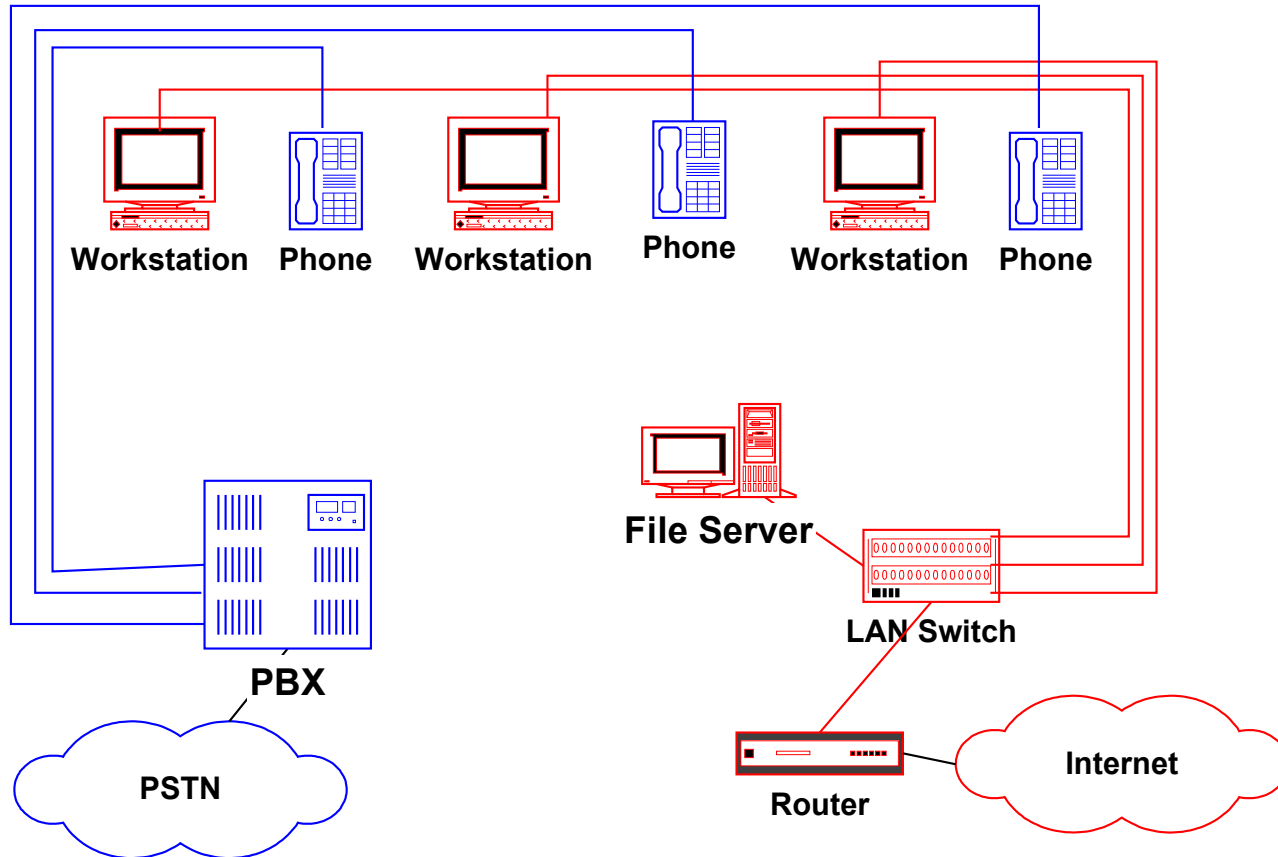 Workstation
Phone
Workstation
Phone
Workstation
Phone
File Server
LAN Switch
PBX
PSTN
Internet
Router